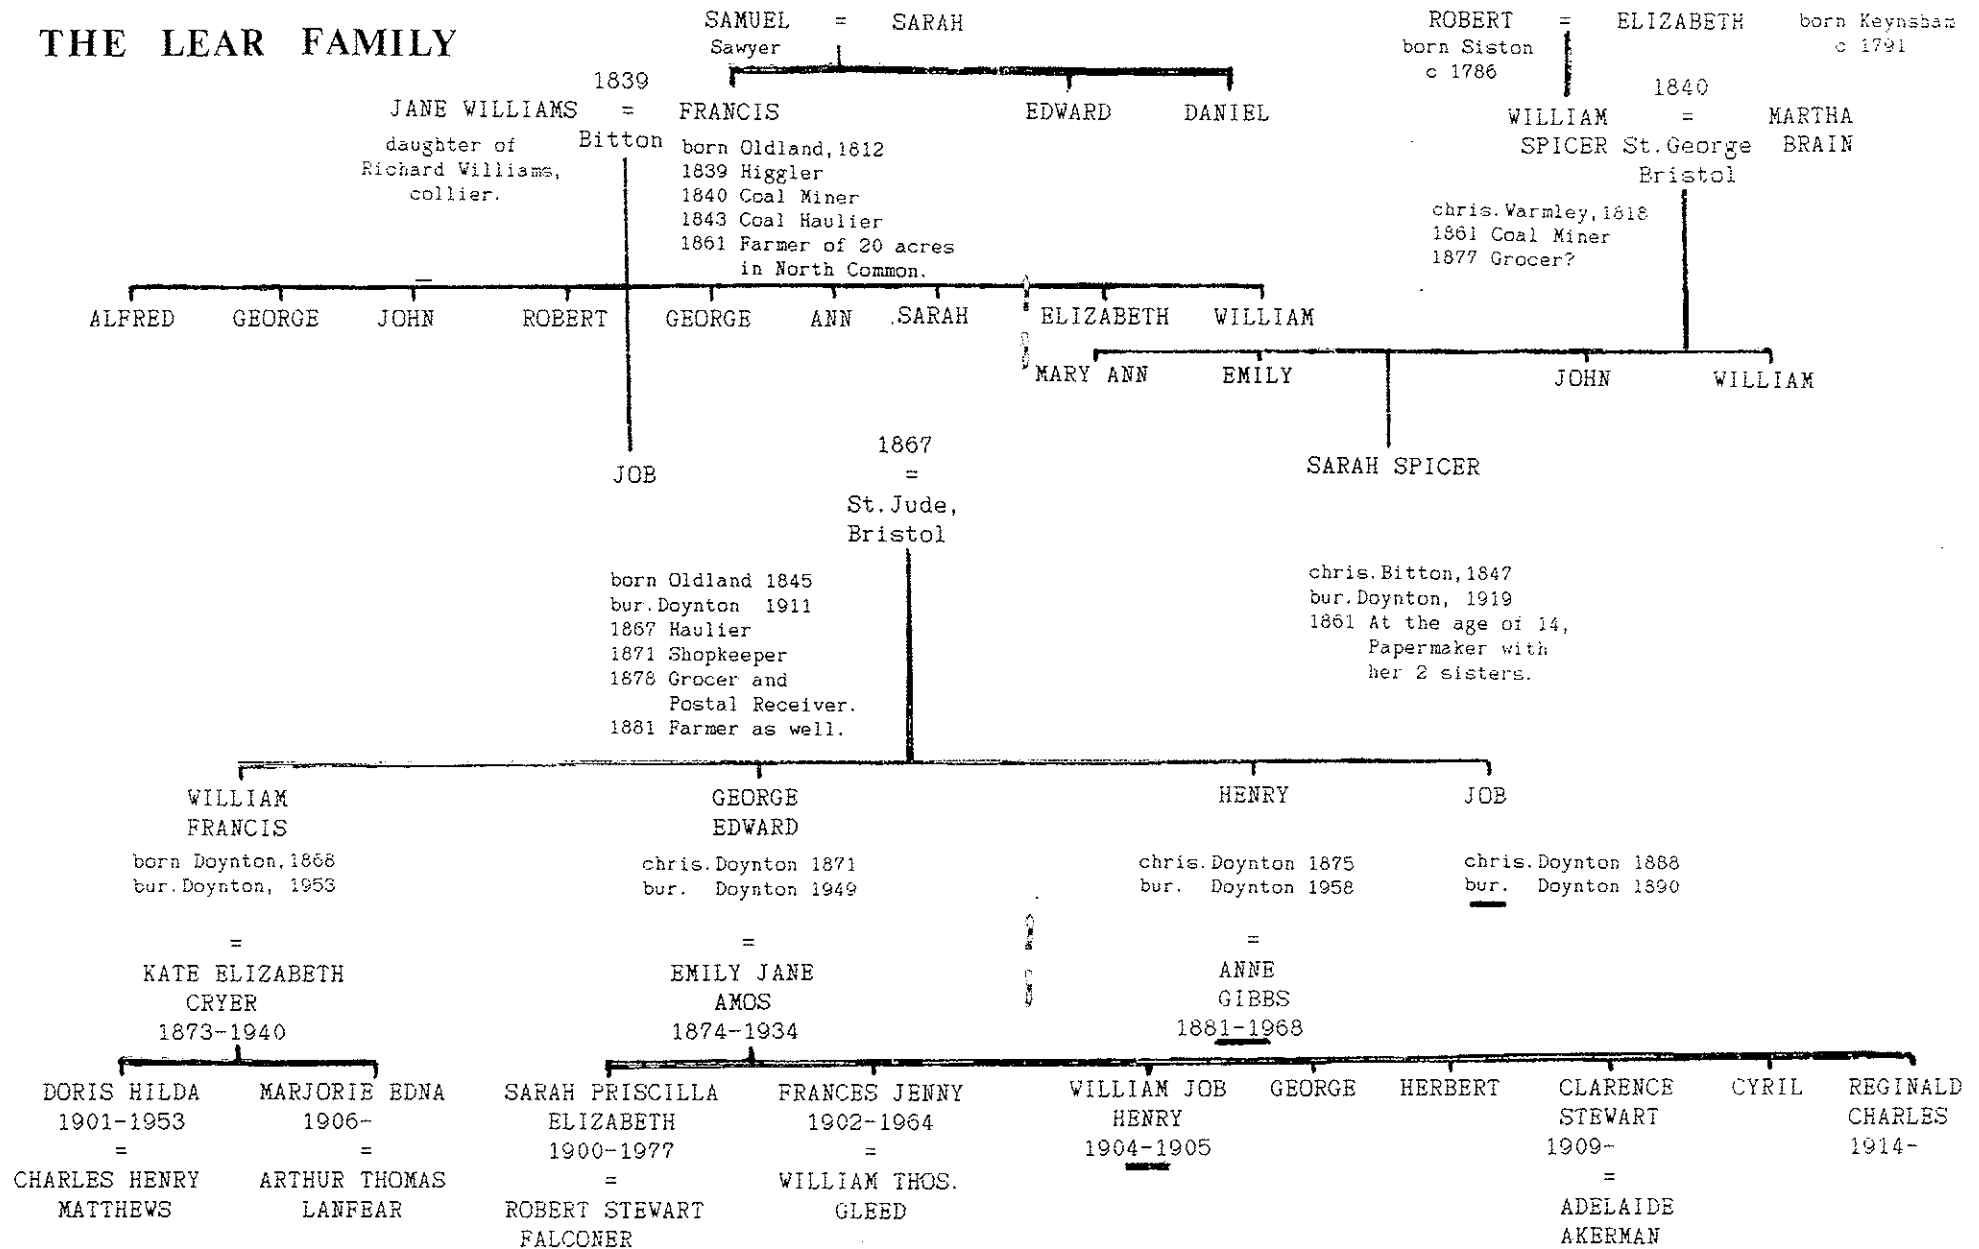 THE LEAR FAMILY
SAMUEL = SARAH
Sawyer
ROBERT = ELIZABETH
born Siston
c 1786
born Keynsham
c 1791
1839
JANE WILLIAMS = FRANCIS
Bitton
EDWARD
DANIEL
daughter of
Richard Williams,
collier.
born Oldland, 1812
1839 Higgler
1840 Coal Miner
1843 Coal Haulier
1861 Farmer of 20 acres
in North Common.
1840
WILLIAM = MARTHA
SPICER St.George BRAIN
Bristol
chris.Warmley, 1818
1861 Coal Miner
1877 Grocer?
ALFRED GEORGE JOHN ROBERT GEORGE ANN SARAH ELIZABETH WILLIAM
MARY ANN EMILY JOHN WILLIAM
JOB
1867
=
St.Jude,
Bristol
SARAH SPICER
born Oldland 1845
bur.Doynton 1911
1867 Haulier
1871 Shopkeeper
1878 Grocer and
Postal Receiver.
1881 Farmer as well.
chris.Bitton, 1847
bur.Doynton, 1919
1861 At the age of 14,
Papermaker with
her 2 sisters.
WILLIAM
FRANCIS
born Doynton, 1868
bur.Doynton, 1953
=
KATE ELIZABETH
CRYER
1873-1940
GEORGE
EDWARD
chris.Doynton 1871
bur. Doynton 1949
=
EMILY JANE
AMOS
1874-1934
HENRY
chris.Doynton 1875
bur. Doynton 1958
=
ANNE
GIBBS
1881-1968
JOB
chris.Doynton 1888
bur. Doynton 1890
DORIS HILDA
1901-1953
=
CHARLES HENRY
MATTHEWS
MARJORIE EDNA
1906-
=
ARTHUR THOMAS
LANFEAR
SARAH PRISCILLA
ELIZABETH
1900-1977
=
ROBERT STEWART
FALCONER
FRANCES JENNY
1902-1964
=
WILLIAM THOS.
GLEED
WILLIAM JOB
HENRY
1904-1905
GEORGE
HERBERT
CLARENCE
STEWART
1909-
=
ADELAIDE
AKERMAN
CYRIL
REGINALD
CHARLES
1914-